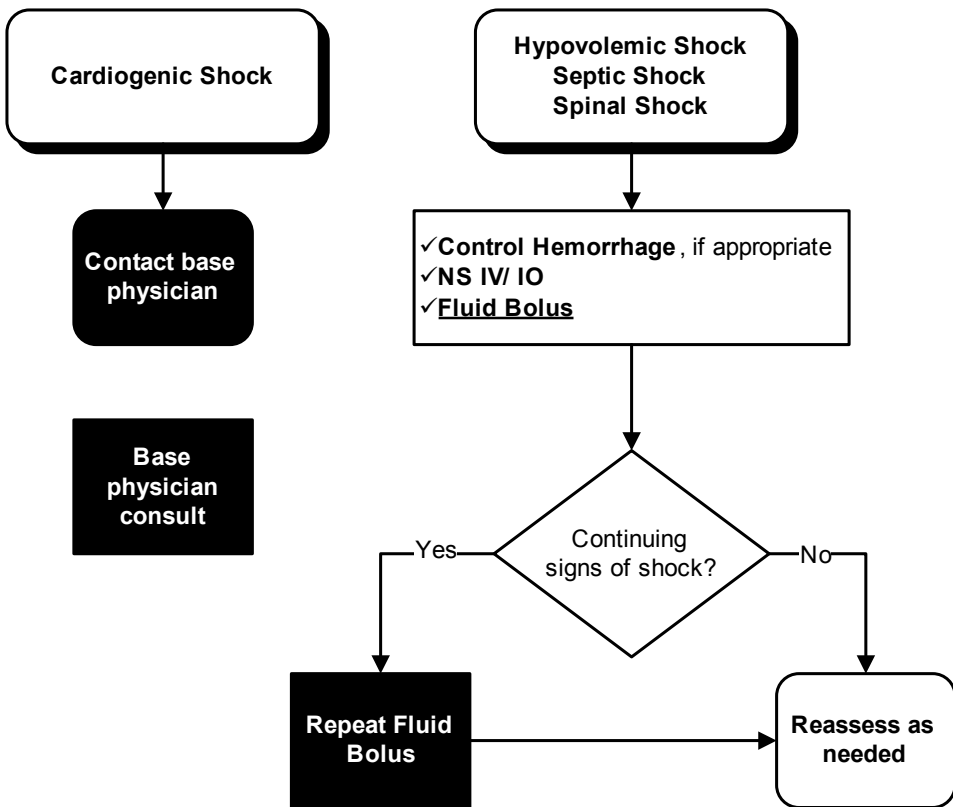 Cardiogenic Shock
Hypovolemic Shock
Septic Shock
Spinal Shock
Contact base
physician
✓Control Hemorrhage , if appropriate
✓NS IV/ IO
✓Fluid Bolus
Base
physician
consult
Continuing
signs of shock?
Yes
No
Repeat Fluid
Bolus
Reassess as
needed